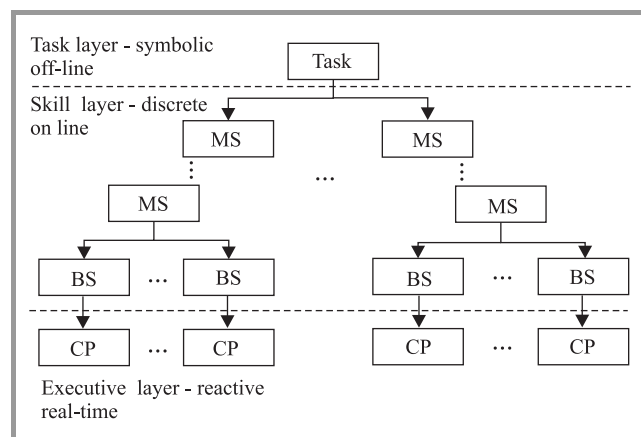 Task layer - symbolic
off-line
Task
Skill layer - discrete
on line
MS MS
...
MS MS
BS ... BS BS ... BS
CP ... CP CP ... CP
Executive layer - reactive
real-time